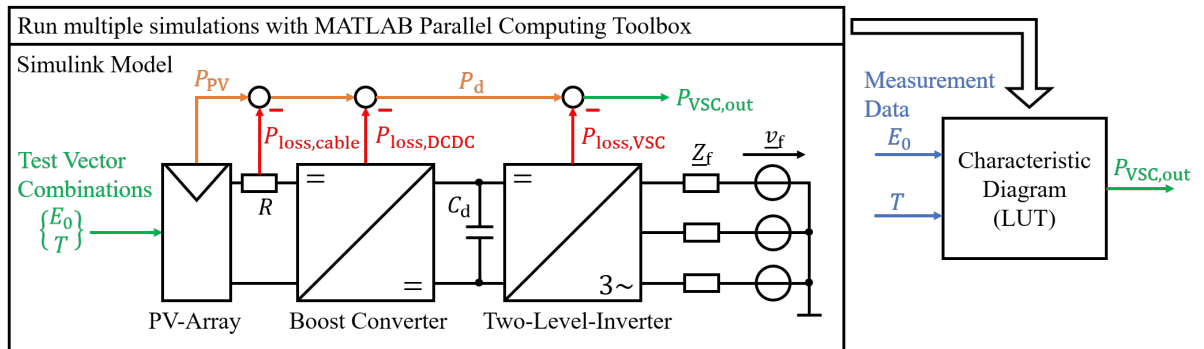 Run multiple simulations with MATLAB Parallel Computing Toolbox
Simulink Model
P_PV
P_d
P_VSC,out
P_loss,cable
P_loss,DCDC
P_loss,VSC
Test Vector
Combinations
{E_0
T}
R
=
=
C_d
=
3~
Z_f
v_f
PV-Array
Boost Converter
Two-Level-Inverter
Measurement
Data
E_0
T
Characteristic
Diagram
(LUT)
P_VSC,out